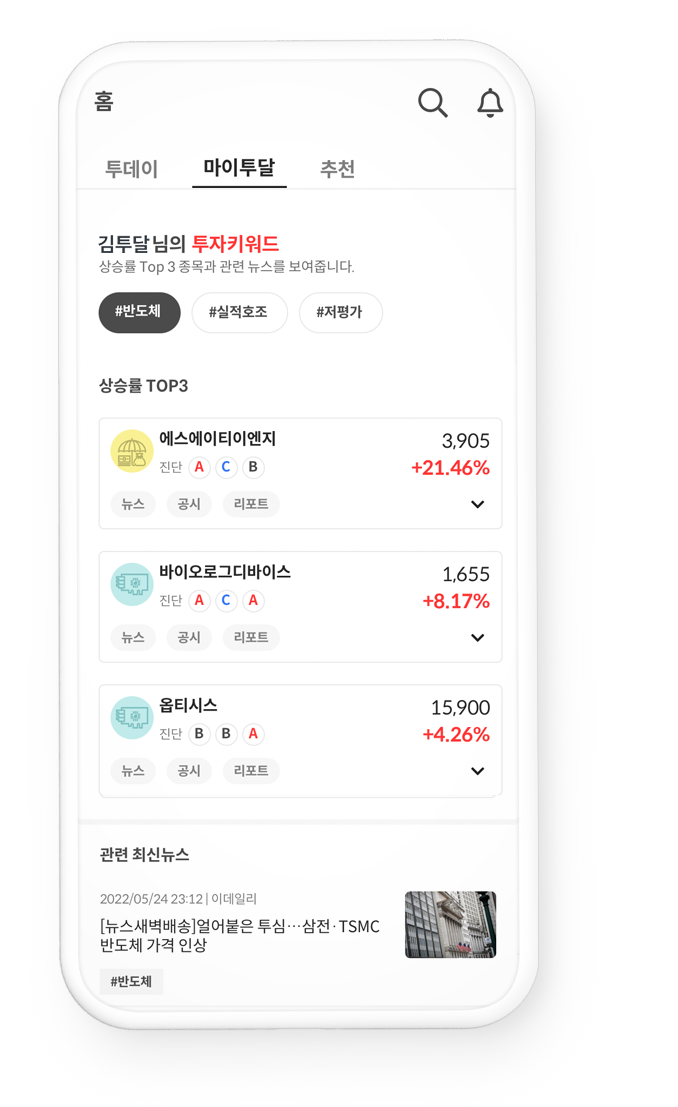 홈
투데이 마이투달 추천
김투달님의 투자키워드
상승률 Top 3 종목과 관련 뉴스를 보여줍니다.
#반도체 #실적호조 #저평가
상승률 TOP3
에스에이티이엔지 3,905
진단 A C B +21.46%
뉴스 공시 리포트
바이오로그디바이스 1,655
진단 A C A +8.17%
뉴스 공시 리포트
옵티시스 15,900
진단 B B A +4.26%
뉴스 공시 리포트
관련 최신뉴스
2022/05/24 23:12 | 이데일리
[뉴스새벽배송]얼어붙은 투심…삼전·TSMC
반도체 가격 인상
#반도체